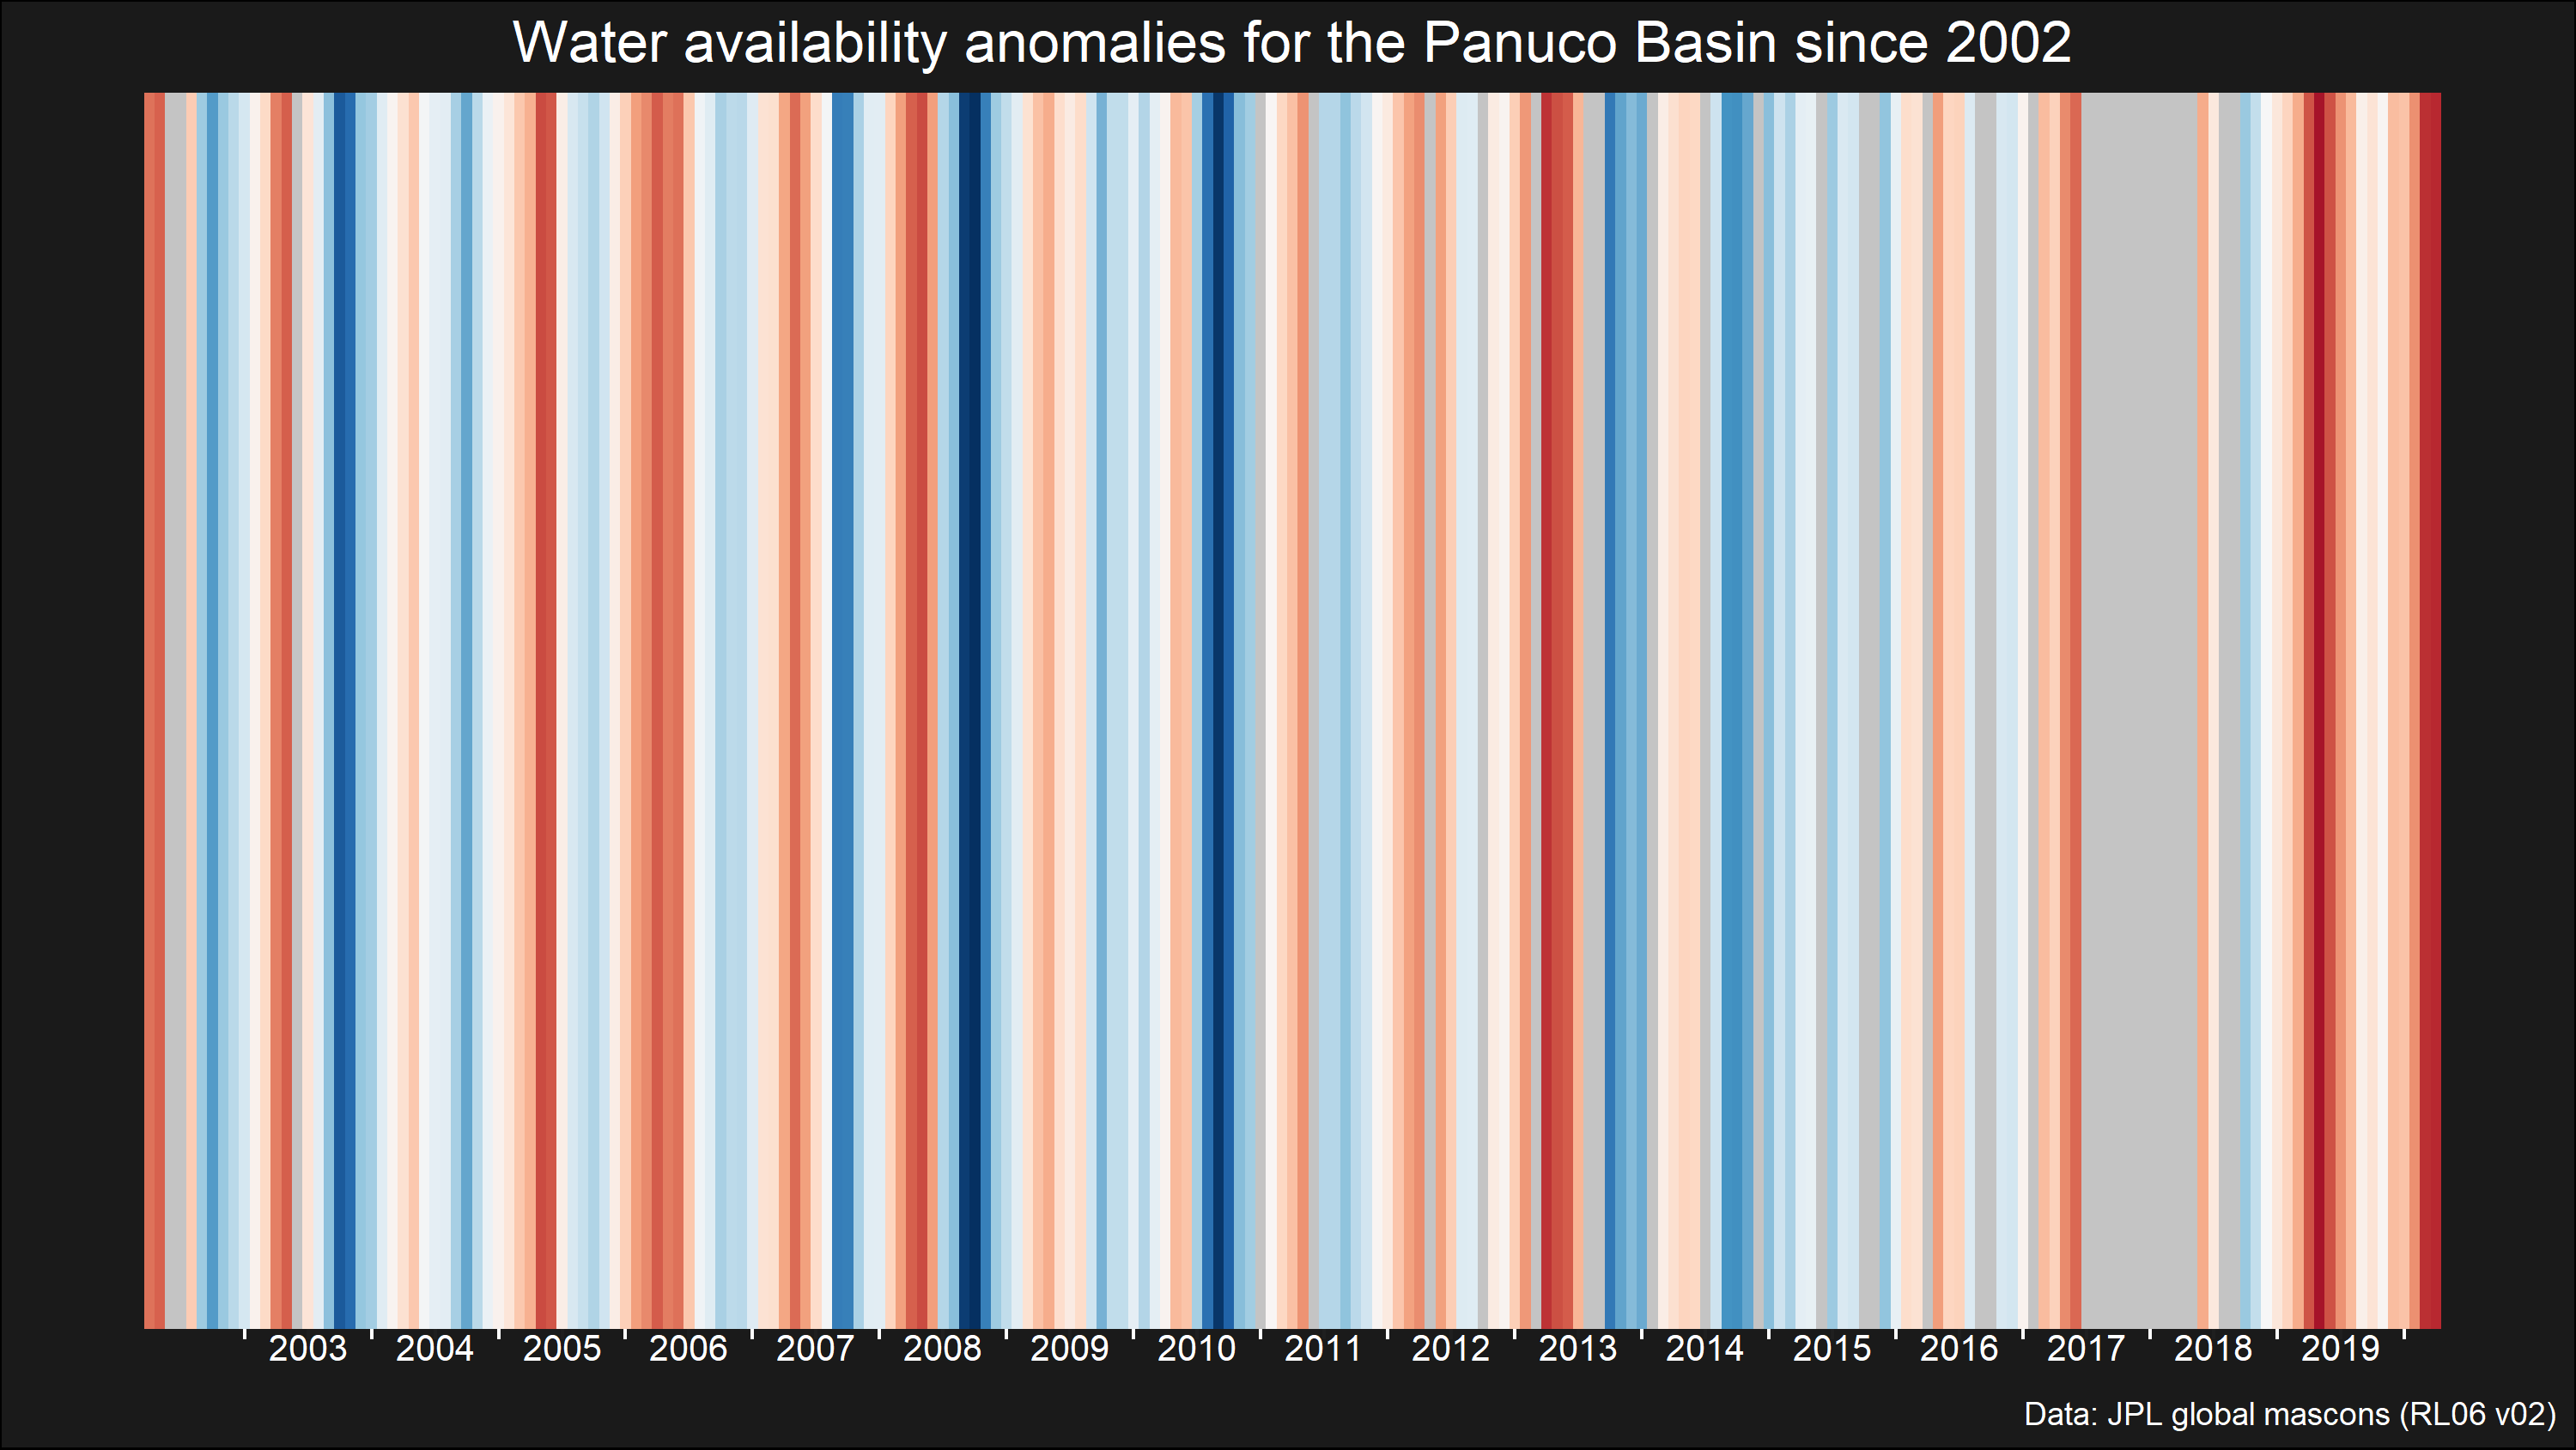 Water availability anomalies for the Panuco Basin since 2002
2003 2004 2005 2006 2007 2008 2009 2010 2011 2012 2013 2014 2015 2016 2017 2018 2019
Data: JPL global mascons (RL06 v02)